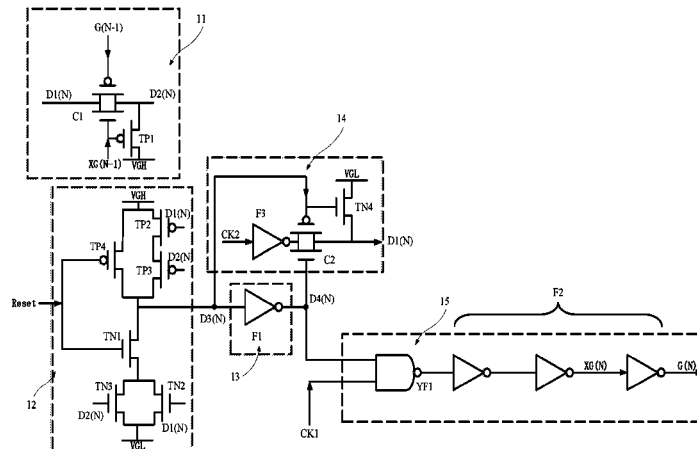 G(N-1)
11
D1(N)
D2(N)
C1
TP1
XG(N-1)
VGH
14
VGL
F3
TN4
CK2
D1(N)
C2
VGH
TP2
D1(N)
TP4
D2(N)
TP3
Reset
D3(N)
D4(N)
F1
13
TN1
TN3
TN2
D2(N)
D1(N)
VGL
12
F2
15
YF1
XG(N)
G(N)
CK1